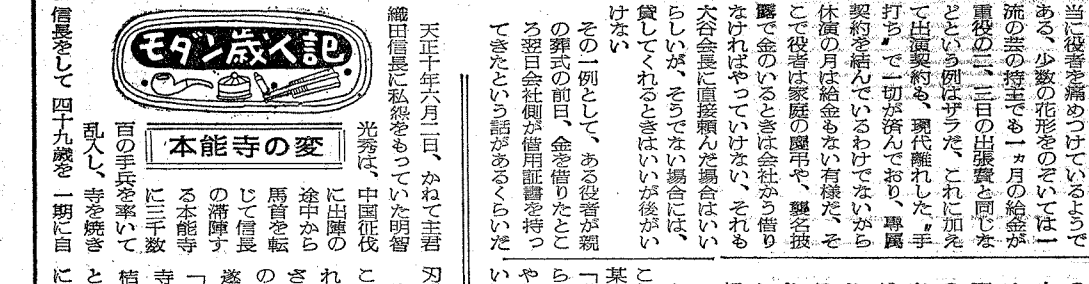 当に役者を痛めつけているようで
ある、少数の花形をのぞいては一
流の芸の持主でも一ヵ月の給金が
重役の二、三日の出張費と同じな
どという例はザラだ、これに加え
て出演契約も、現代離れした〝手
打ち〟で一切が済んでおり、専属
契約を結んでいるわけでないから
休演の月は給金もない有様だ、そ
こで役者は家庭の慶弔や、襲名披
露で金のいるときは会社から借り
なければやっていけない、それも
大谷会長に直接頼んだ場合はいい
らしいが、そうでない場合には、
貸してくれるときはいいが後がい
けない
その一例として、ある役者が親
の葬式の前日、金を借りたとこ
ろ翌日会社側が借用証書を持っ
てきたという話があるくらいだ
こ
某
「
ら
や
い
モダン歳人記
本能寺の変
天正十年六月二日、かねて主君
織田信長に私怨をもっていた明智
光秀は、中国征伐
に出陣の
途中から
馬首を転
じて信長
の滞陣す
る本能寺
に三千数
百の手兵を率いて
乱入し、寺を焼き
信長をして 四十九歳を 一期に自
刃
こ
れ
さ
の
遂
「
寺
桔
と
に